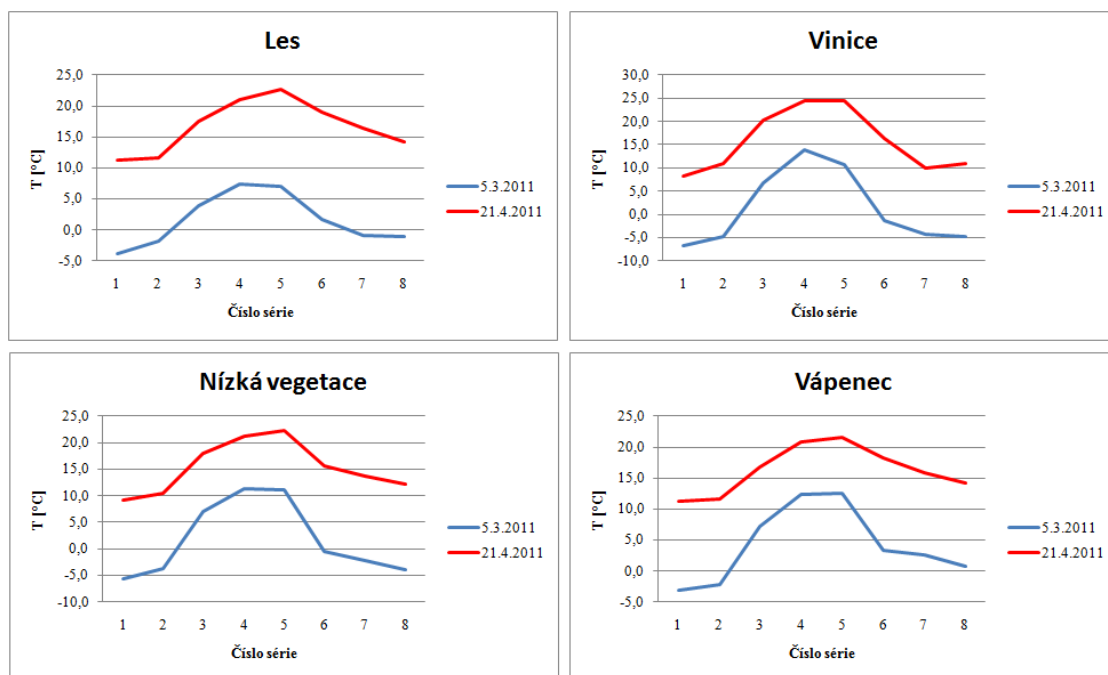 Les
25,0
20,0
15,0
10,0
5,0
0,0
-5,0
T [°C]
1 2 3 4 5 6 7 8
Číslo série
5.3.2011
21.4.2011
Vinice
30,0
25,0
20,0
15,0
10,0
5,0
0,0
-5,0
-10,0
T [°C]
1 2 3 4 5 6 7 8
Číslo série
5.3.2011
21.4.2011
Nízká vegetace
25,0
20,0
15,0
10,0
5,0
0,0
-5,0
-10,0
T [°C]
1 2 3 4 5 6 7 8
Číslo série
5.3.2011
21.4.2011
Vápenec
25,0
20,0
15,0
10,0
5,0
0,0
-5,0
T [°C]
1 2 3 4 5 6 7 8
Číslo série
5.3.2011
21.4.2011